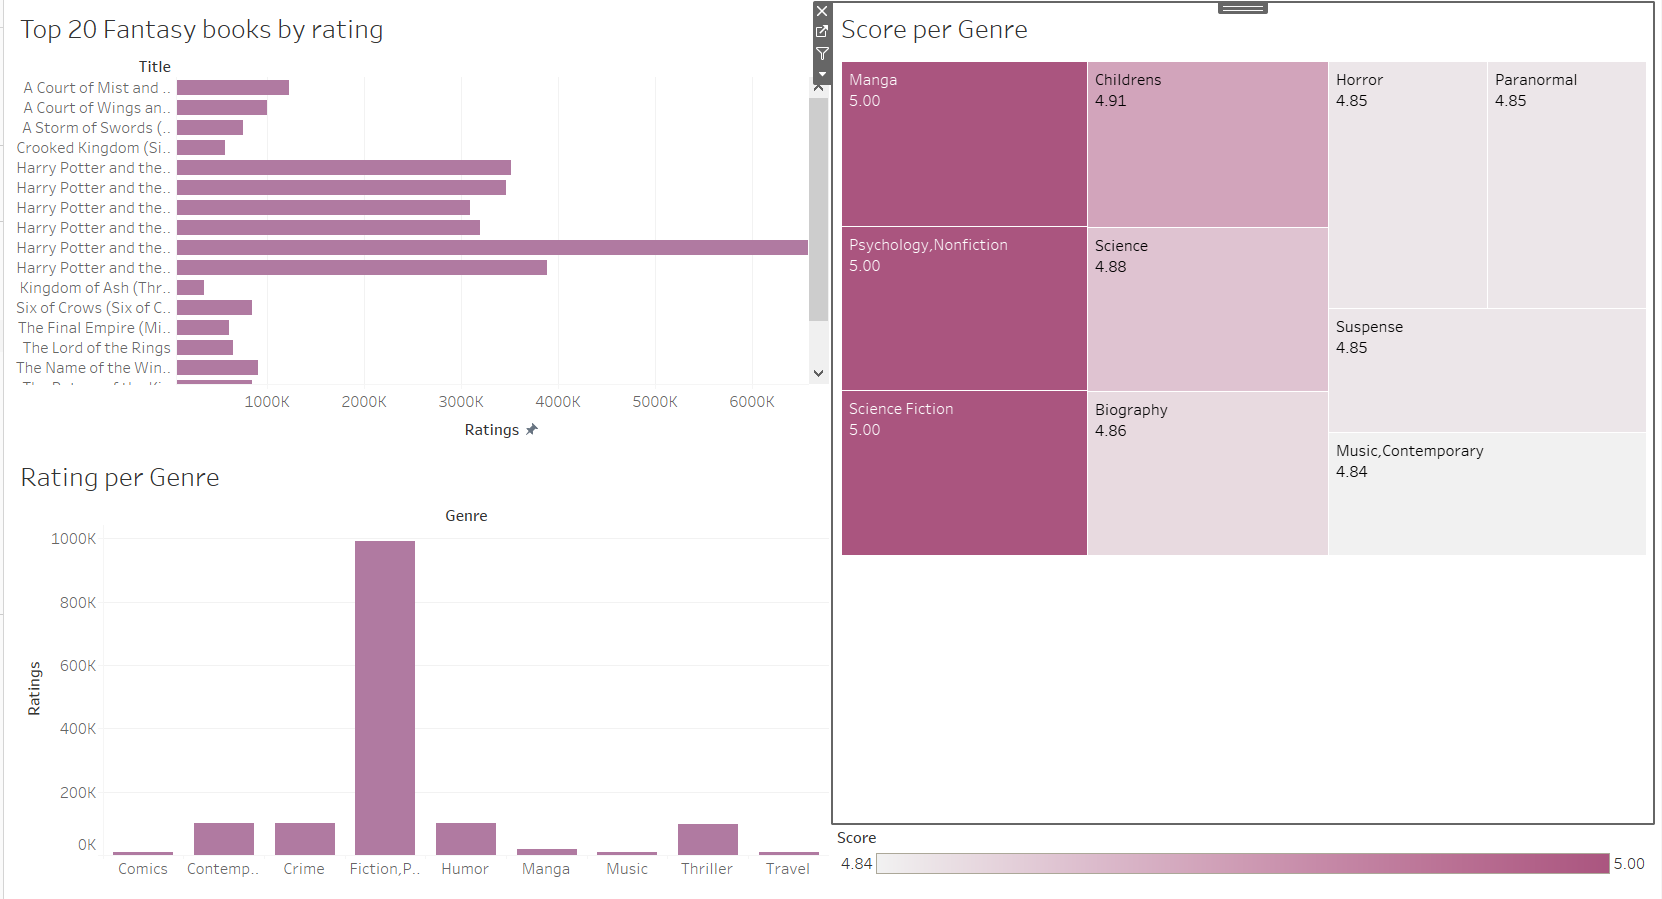 Top 20 Fantasy books by rating
Title
A Court of Mist and ..
A Court of Wings an..
A Storm of Swords (..
Crooked Kingdom (Si..
Harry Potter and the..
Harry Potter and the..
Harry Potter and the..
Harry Potter and the..
Harry Potter and the..
Harry Potter and the..
Kingdom of Ash (Thr..
Six of Crows (Six of C..
The Final Empire (Mi..
The Lord of the Rings
The Name of the Win..
1000K 2000K 3000K 4000K 5000K 6000K
Ratings
Rating per Genre
Genre
1000K
800K
600K
400K
200K
0K
Ratings
Comics Contemp.. Crime Fiction,P.. Humor Manga Music Thriller Travel
Score per Genre
Manga
5.00
Psychology,Nonfiction
5.00
Science Fiction
5.00
Childrens
4.91
Science
4.88
Biography
4.86
Horror
4.85
Paranormal
4.85
Suspense
4.85
Music,Contemporary
4.84
Score
4.84 5.00